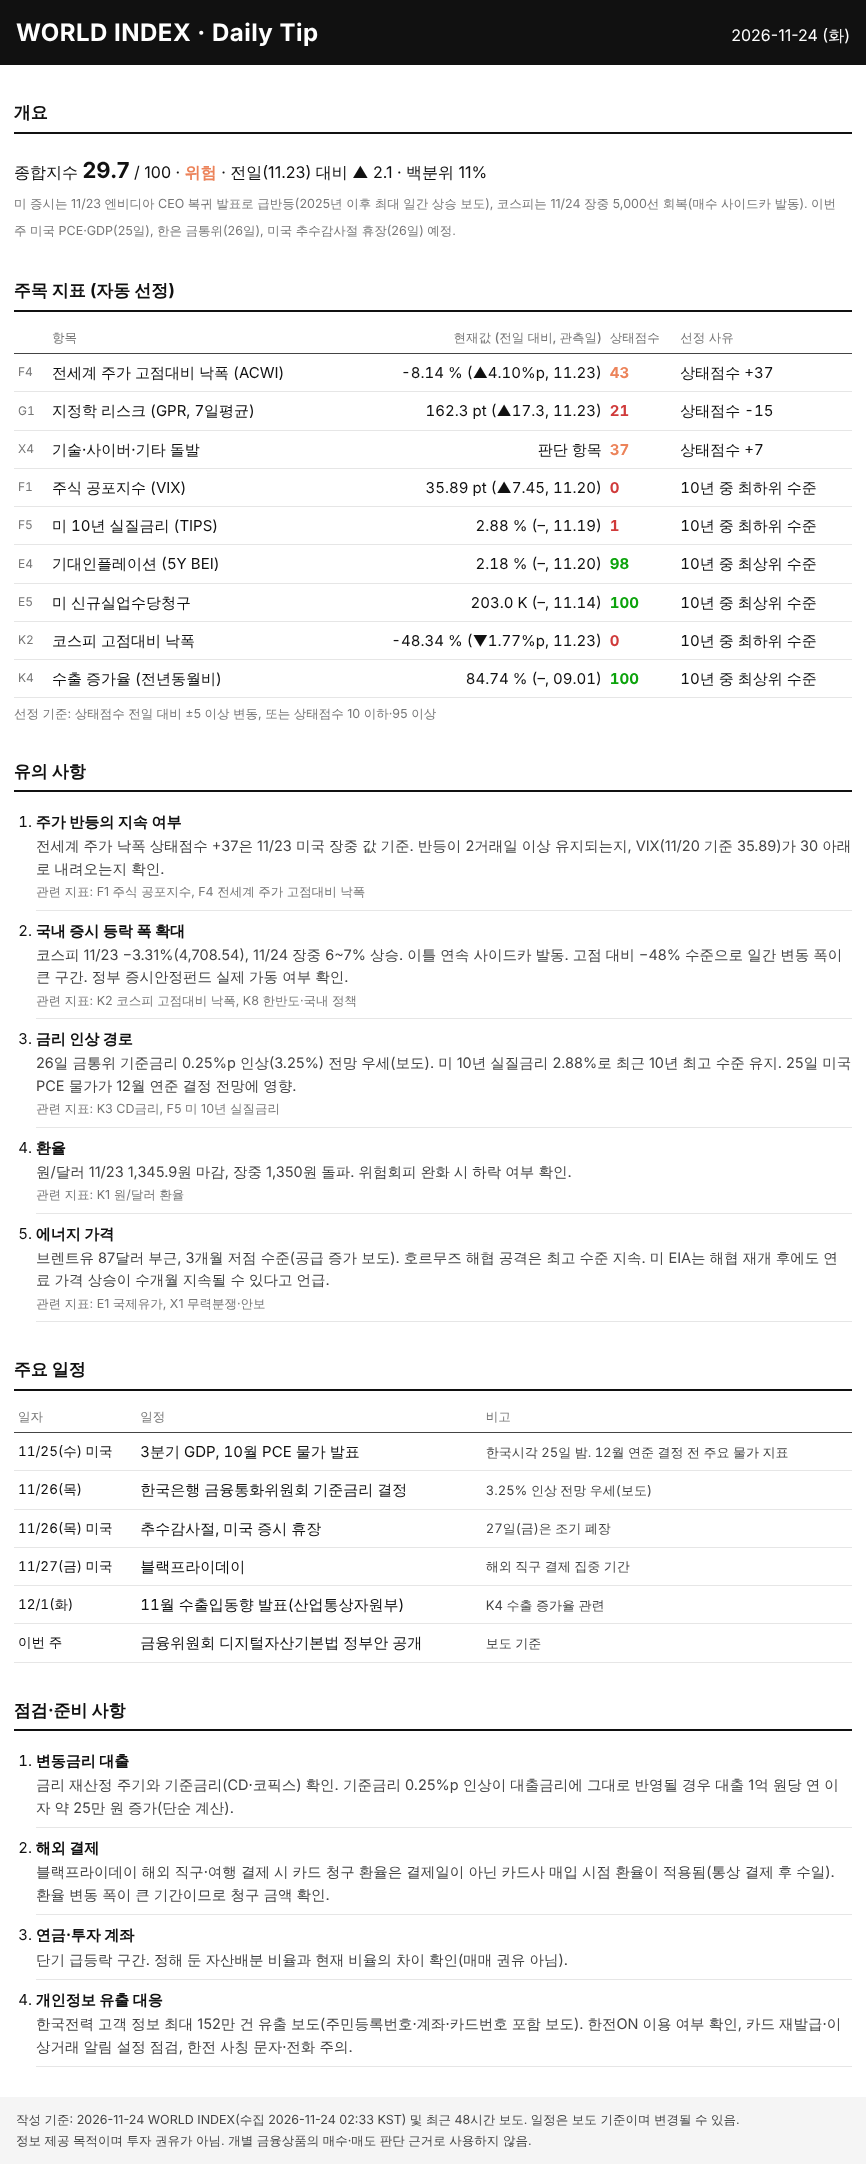 WORLD INDEX · Daily Tip
2026-11-24 (화)
개요
종합지수 29.7 / 100 · 위험 · 전일(11.23) 대비 ▲ 2.1 · 백분위 11%
미 증시는 11/23 엔비디아 CEO 복귀 발표로 급반등(2025년 이후 최대 일간 상승 보도), 코스피는 11/24 장중 5,000선 회복(매수 사이드카 발동). 이번
주 미국 PCE·GDP(25일), 한은 금통위(26일), 미국 추수감사절 휴장(26일) 예정.
주목 지표 (자동 선정)
항목 현재값 (전일 대비, 관측일) 상태점수 선정 사유
F4 전세계 주가 고점대비 낙폭 (ACWI) -8.14 % (▲4.10%p, 11.23) 43 상태점수 +37
G1 지정학 리스크 (GPR, 7일평균) 162.3 pt (▲17.3, 11.23) 21 상태점수 -15
X4 기술·사이버·기타 돌발 판단 항목 37 상태점수 +7
F1 주식 공포지수 (VIX) 35.89 pt (▲7.45, 11.20) 0 10년 중 최하위 수준
F5 미 10년 실질금리 (TIPS) 2.88 % (–, 11.19) 1 10년 중 최하위 수준
E4 기대인플레이션 (5Y BEI) 2.18 % (–, 11.20) 98 10년 중 최상위 수준
E5 미 신규실업수당청구 203.0 K (–, 11.14) 100 10년 중 최상위 수준
K2 코스피 고점대비 낙폭 -48.34 % (▼1.77%p, 11.23) 0 10년 중 최하위 수준
K4 수출 증가율 (전년동월비) 84.74 % (–, 09.01) 100 10년 중 최상위 수준
선정 기준: 상태점수 전일 대비 ±5 이상 변동, 또는 상태점수 10 이하·95 이상
유의 사항
1. 주가 반등의 지속 여부
전세계 주가 낙폭 상태점수 +37은 11/23 미국 장중 값 기준. 반등이 2거래일 이상 유지되는지, VIX(11/20 기준 35.89)가 30 아래
로 내려오는지 확인.
관련 지표: F1 주식 공포지수, F4 전세계 주가 고점대비 낙폭
2. 국내 증시 등락 폭 확대
코스피 11/23 −3.31%(4,708.54), 11/24 장중 6~7% 상승. 이틀 연속 사이드카 발동. 고점 대비 −48% 수준으로 일간 변동 폭이
큰 구간. 정부 증시안정펀드 실제 가동 여부 확인.
관련 지표: K2 코스피 고점대비 낙폭, K8 한반도·국내 정책
3. 금리 인상 경로
26일 금통위 기준금리 0.25%p 인상(3.25%) 전망 우세(보도). 미 10년 실질금리 2.88%로 최근 10년 최고 수준 유지. 25일 미국
PCE 물가가 12월 연준 결정 전망에 영향.
관련 지표: K3 CD금리, F5 미 10년 실질금리
4. 환율
원/달러 11/23 1,345.9원 마감, 장중 1,350원 돌파. 위험회피 완화 시 하락 여부 확인.
관련 지표: K1 원/달러 환율
5. 에너지 가격
브렌트유 87달러 부근, 3개월 저점 수준(공급 증가 보도). 호르무즈 해협 공격은 최고 수준 지속. 미 EIA는 해협 재개 후에도 연
료 가격 상승이 수개월 지속될 수 있다고 언급.
관련 지표: E1 국제유가, X1 무력분쟁·안보
주요 일정
일자 일정 비고
11/25(수) 미국 3분기 GDP, 10월 PCE 물가 발표 한국시각 25일 밤. 12월 연준 결정 전 주요 물가 지표
11/26(목) 한국은행 금융통화위원회 기준금리 결정 3.25% 인상 전망 우세(보도)
11/26(목) 미국 추수감사절, 미국 증시 휴장 27일(금)은 조기 폐장
11/27(금) 미국 블랙프라이데이 해외 직구 결제 집중 기간
12/1(화) 11월 수출입동향 발표(산업통상자원부) K4 수출 증가율 관련
이번 주 금융위원회 디지털자산기본법 정부안 공개 보도 기준
점검·준비 사항
1. 변동금리 대출
금리 재산정 주기와 기준금리(CD·코픽스) 확인. 기준금리 0.25%p 인상이 대출금리에 그대로 반영될 경우 대출 1억 원당 연 이
자 약 25만 원 증가(단순 계산).
2. 해외 결제
블랙프라이데이 해외 직구·여행 결제 시 카드 청구 환율은 결제일이 아닌 카드사 매입 시점 환율이 적용됨(통상 결제 후 수일).
환율 변동 폭이 큰 기간이므로 청구 금액 확인.
3. 연금·투자 계좌
단기 급등락 구간. 정해 둔 자산배분 비율과 현재 비율의 차이 확인(매매 권유 아님).
4. 개인정보 유출 대응
한국전력 고객 정보 최대 152만 건 유출 보도(주민등록번호·계좌·카드번호 포함 보도). 한전ON 이용 여부 확인, 카드 재발급·이
상거래 알림 설정 점검, 한전 사칭 문자·전화 주의.
작성 기준: 2026-11-24 WORLD INDEX(수집 2026-11-24 02:33 KST) 및 최근 48시간 보도. 일정은 보도 기준이며 변경될 수 있음.
정보 제공 목적이며 투자 권유가 아님. 개별 금융상품의 매수·매도 판단 근거로 사용하지 않음.